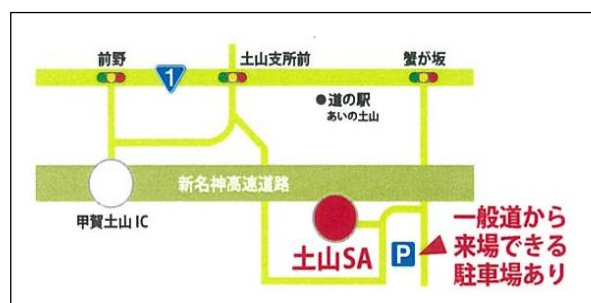 前野
1
土山支所前
蟹が坂
●道の駅
あいの土山
新名神高速道路
甲賀土山IC
土山SA
P
一般道から
来場できる
駐車場あり